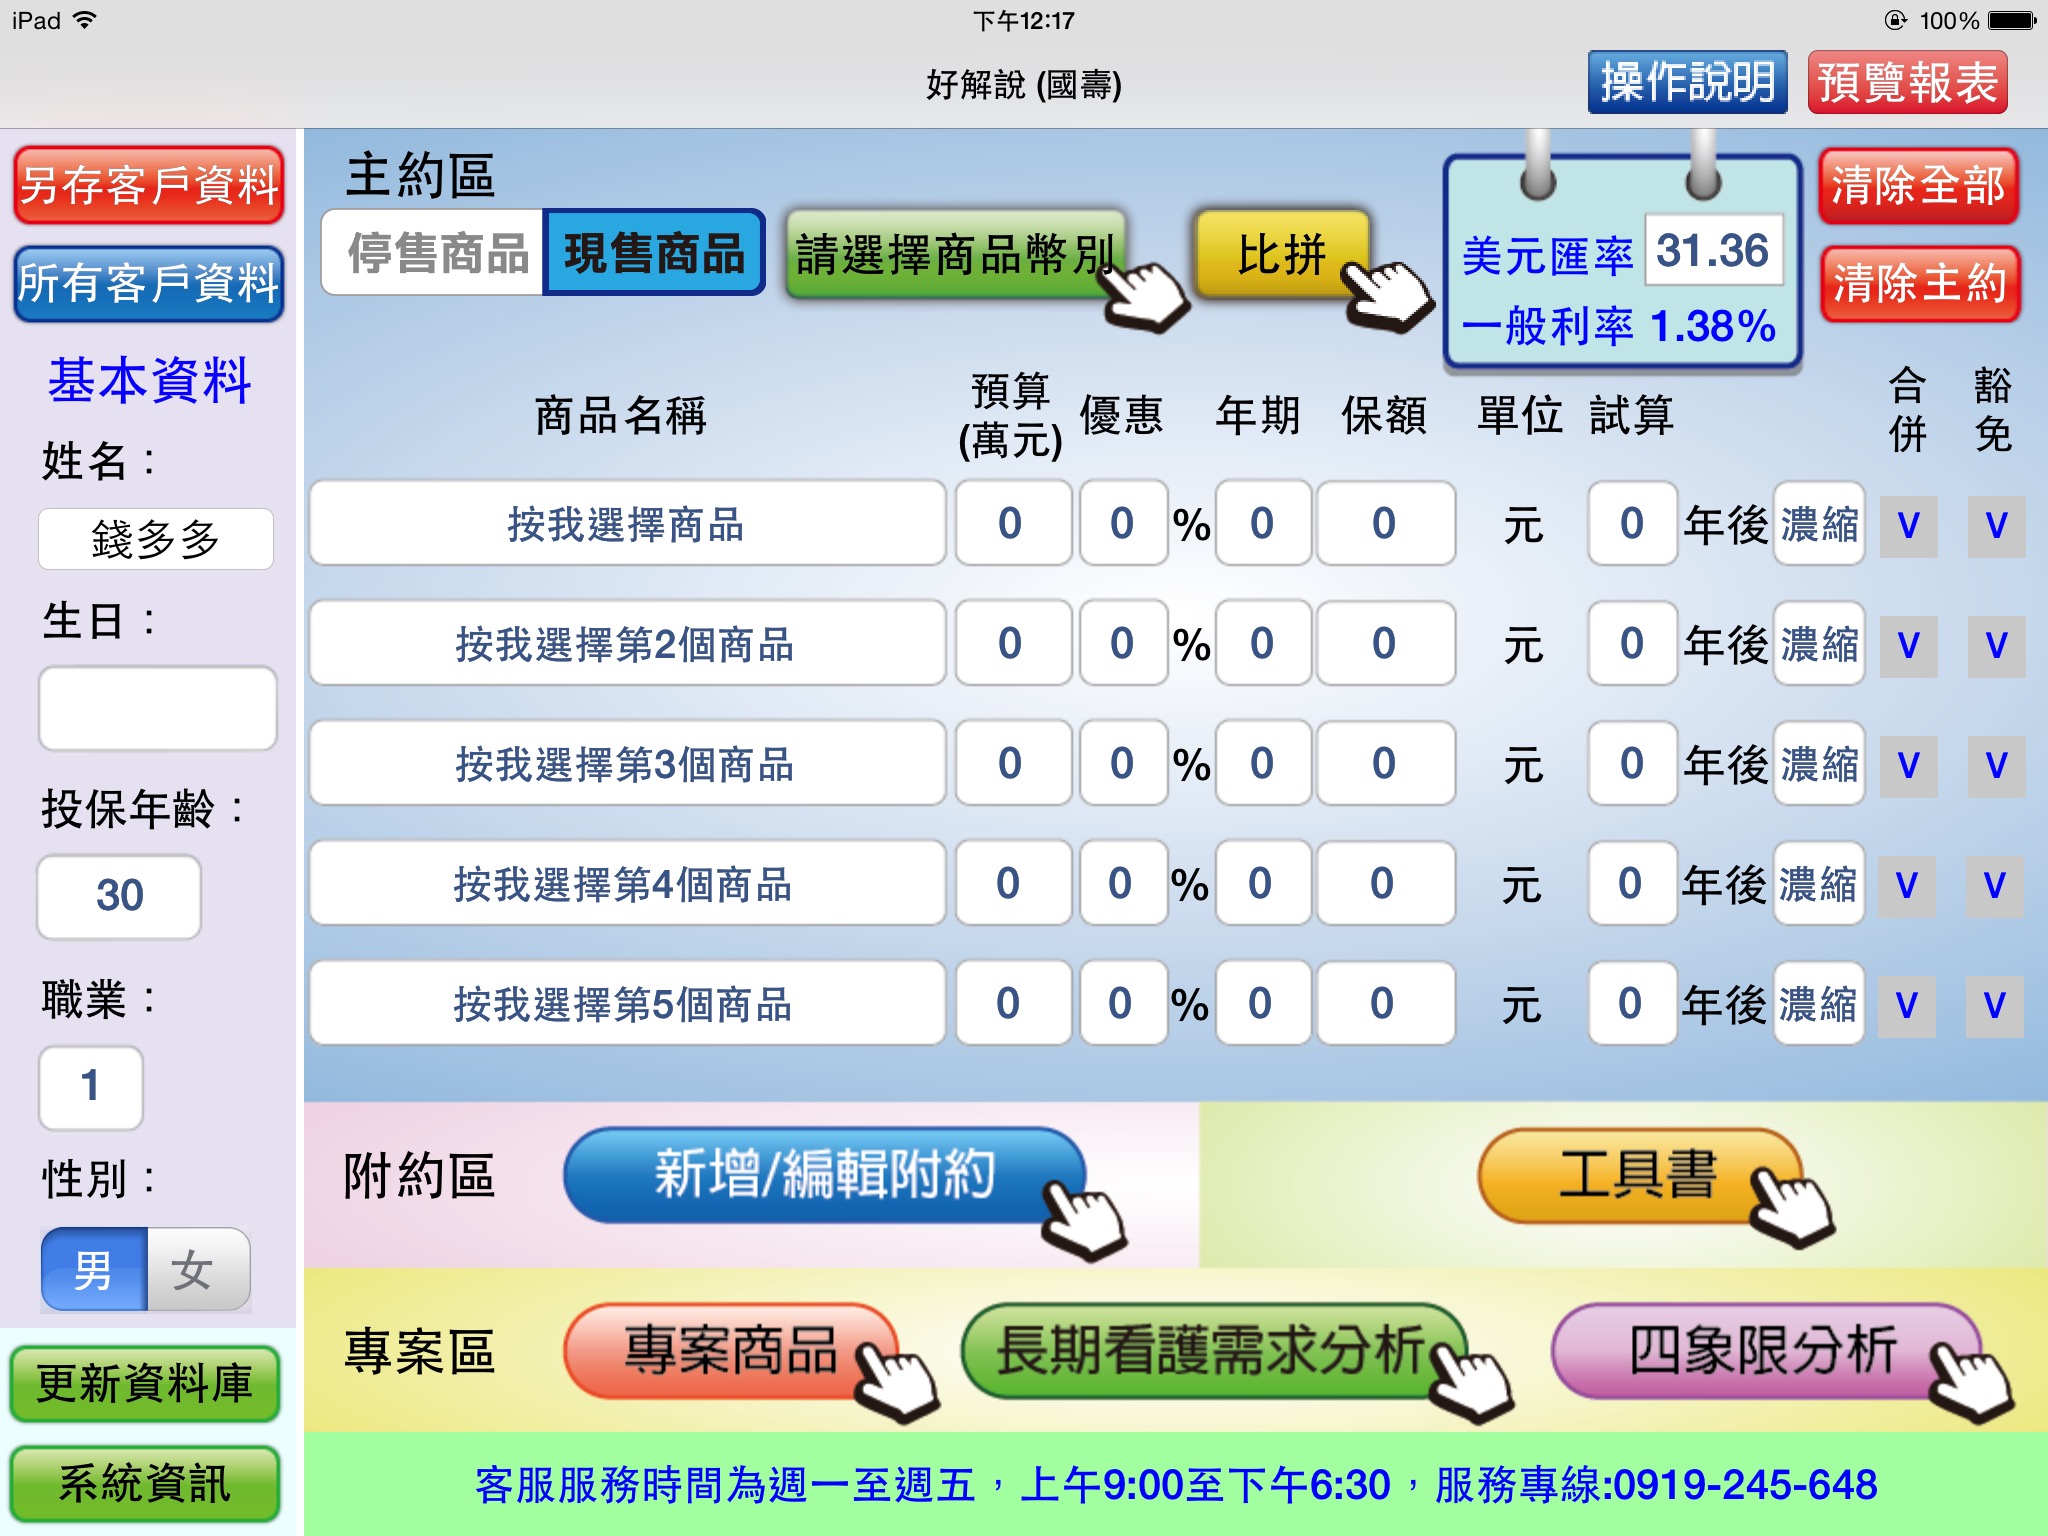 iPad 下午12:17 100%
好解說 (國壽) 操作說明 預覽報表
另存客戶資料
所有客戶資料
基本資料
姓名：
錢多多
生日：
投保年齡：
30
職業：
1
性別：
男 女
更新資料庫
系統資訊
主約區
停售商品 現售商品 請選擇商品幣別 比拼
美元匯率 31.36
一般利率 1.38%
清除全部
清除主約
商品名稱 預算(萬元) 優惠 年期 保額 單位 試算 合併 豁免
按我選擇商品 0 0 % 0 0 元 0 年後 濃縮 V V
按我選擇第2個商品 0 0 % 0 0 元 0 年後 濃縮 V V
按我選擇第3個商品 0 0 % 0 0 元 0 年後 濃縮 V V
按我選擇第4個商品 0 0 % 0 0 元 0 年後 濃縮 V V
按我選擇第5個商品 0 0 % 0 0 元 0 年後 濃縮 V V
附約區 新增/編輯附約 工具書
專案區 專案商品 長期看護需求分析 四象限分析
客服服務時間為週一至週五，上午9:00至下午6:30，服務專線:0919-245-648